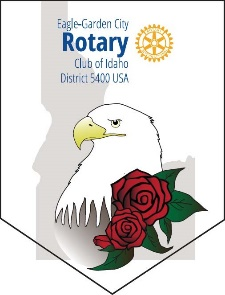 Eagle-Garden City
Rotary
Club of Idaho
District 5400 USA